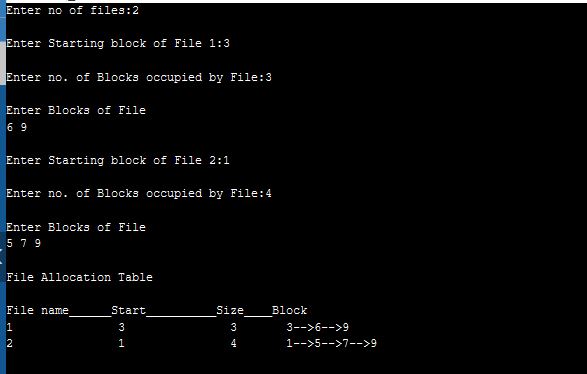 Enter no of files:2
Enter Starting block of File 1:3
Enter no. of Blocks occupied by File:3
Enter Blocks of File
6 9
Enter Starting block of File 2:1
Enter no. of Blocks occupied by File:4
Enter Blocks of File
5 7 9
File Allocation Table
File name______Start__________Size____Block
1 3 3 3-->6-->9
2 1 4 1-->5-->7-->9